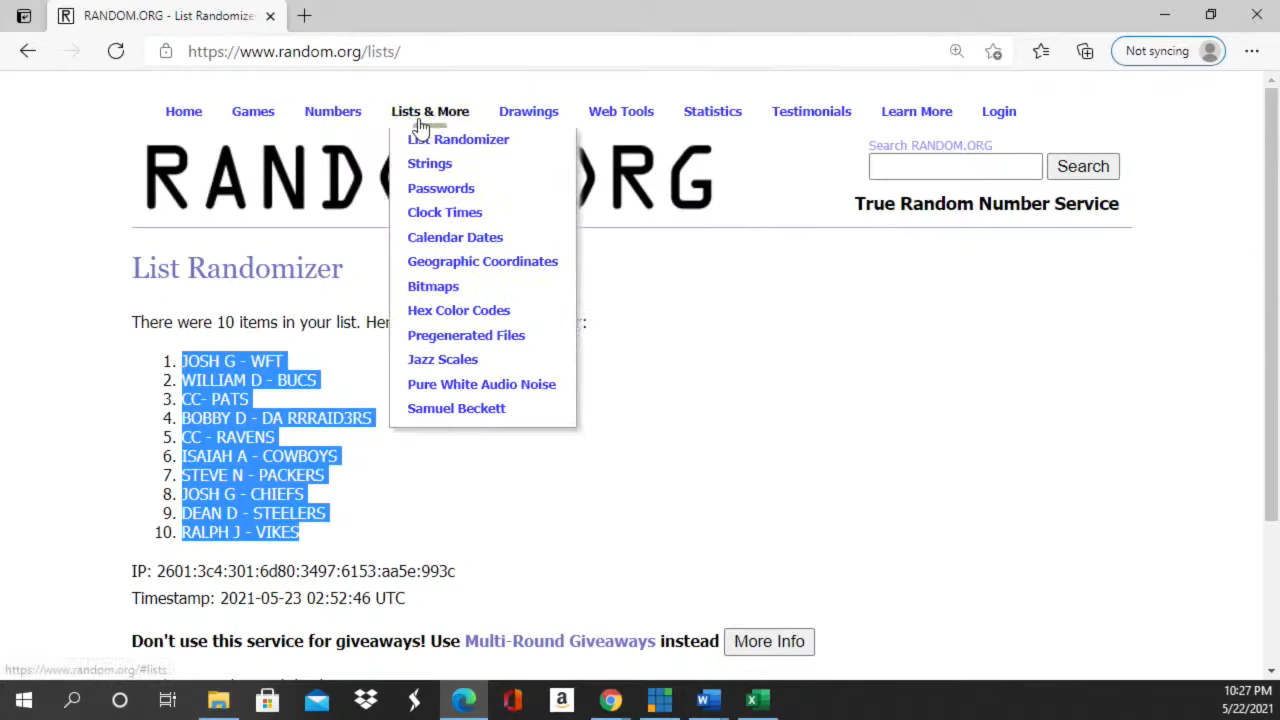 RANDOM.ORG - List Randomize
https://www.random.org/lists/
Not syncing
Home Games Numbers Lists & More Drawings Web Tools Statistics Testimonials Learn More Login
List Randomizer
Strings
Passwords
Clock Times
Calendar Dates
Geographic Coordinates
Bitmaps
Hex Color Codes
Pregenerated Files
Jazz Scales
Pure White Audio Noise
Samuel Beckett
RANDO RG
Search RANDOM.ORG
Search
True Random Number Service
List Randomizer
There were 10 items in your list. Her :
1. JOSH G - WFT
2. WILLIAM D - BUCS
3. CC- PATS
4. BOBBY D - DA RRRAID3RS
5. CC - RAVENS
6. ISAIAH A - COWBOYS
7. STEVE N - PACKERS
8. JOSH G - CHIEFS
9. DEAN D - STEELERS
10. RALPH J - VIKES
IP: 2601:3c4:301:6d80:3497:6153:aa5e:993c
Timestamp: 2021-05-23 02:52:46 UTC
Don't use this service for giveaways! Use Multi-Round Giveaways instead More Info
https://www.random.org/#lists
10:27 PM
5/22/2021